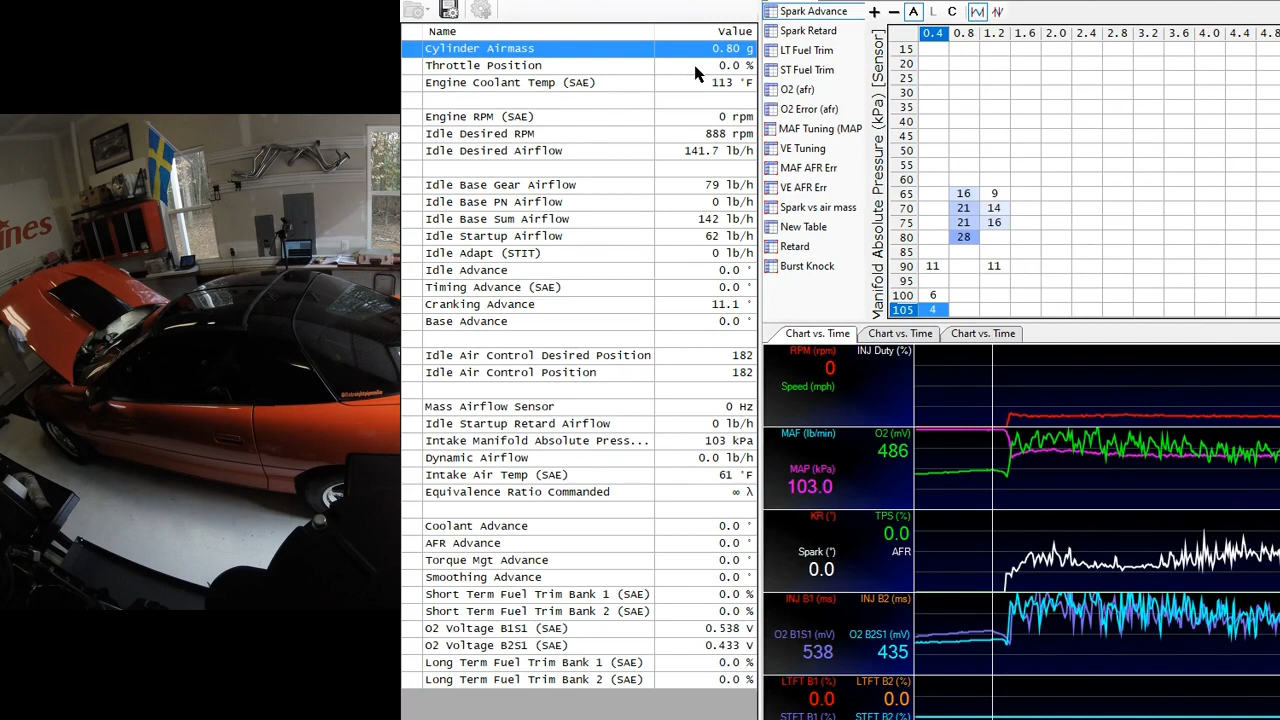 ines
Name Value
Cylinder Airmass 0.80 g
Throttle Position 0.0 %
Engine Coolant Temp (SAE) 113 °F
Engine RPM (SAE) 0 rpm
Idle Desired RPM 888 rpm
Idle Desired Airflow 141.7 lb/h
Idle Base Gear Airflow 79 lb/h
Idle Base PN Airflow 0 lb/h
Idle Base Sum Airflow 142 lb/h
Idle Startup Airflow 62 lb/h
Idle Adapt (STIT) 0 lb/h
Idle Advance 0.0 °
Timing Advance (SAE) 0.0 °
Cranking Advance 11.1 °
Base Advance 0.0 °
Idle Air Control Desired Position 182
Idle Air Control Position 182
Mass Airflow Sensor 0 Hz
Idle Startup Retard Airflow 0 lb/h
Intake Manifold Absolute Press... 103 kPa
Dynamic Airflow 0.0 lb/h
Intake Air Temp (SAE) 61 °F
Equivalence Ratio Commanded ∞ λ
Coolant Advance 0.0 °
AFR Advance 0.0 °
Torque Mgt Advance 0.0 °
Smoothing Advance 0.0 °
Short Term Fuel Trim Bank 1 (SAE) 0.0 %
Short Term Fuel Trim Bank 2 (SAE) 0.0 %
O2 Voltage B1S1 (SAE) 0.538 V
O2 Voltage B2S1 (SAE) 0.433 V
Long Term Fuel Trim Bank 1 (SAE) 0.0 %
Long Term Fuel Trim Bank 2 (SAE) 0.0 %
Spark Advance
Spark Retard
LT Fuel Trim
ST Fuel Trim
O2 (afr)
O2 Error (afr)
MAF Tuning (MAP
VE Tuning
MAF AFR Err
VE AFR Err
Spark vs air mass
New Table
Retard
Burst Knock
+ − A L C
Manifold Absolute Pressure (kPa) [Sensor]
0.4 0.8 1.2 1.6 2.0 2.4 2.8 3.2 3.6 4.0 4.4 4.8
15
20
25
30
35
40
45
50
55
60
65 16 9
70 21 14
75 21 16
80 28
85
90 11 11
95
100 6
105 4
Chart vs. Time Chart vs. Time Chart vs. Time
RPM (rpm) INJ Duty (%)
0
Speed (mph)
MAF (lb/min) O2 (mV)
486
MAP (kPa)
103.0
KR (°) TPS (%)
0.0
Spark (°) AFR
0.0
INJ B1 (ms) INJ B2 (ms)
O2 B1S1 (mV) O2 B2S1 (mV)
538 435
LTFT B1 (%) LTFT B2 (%)
0.0 0.0
STFT B1 (%) STFT B2 (%)